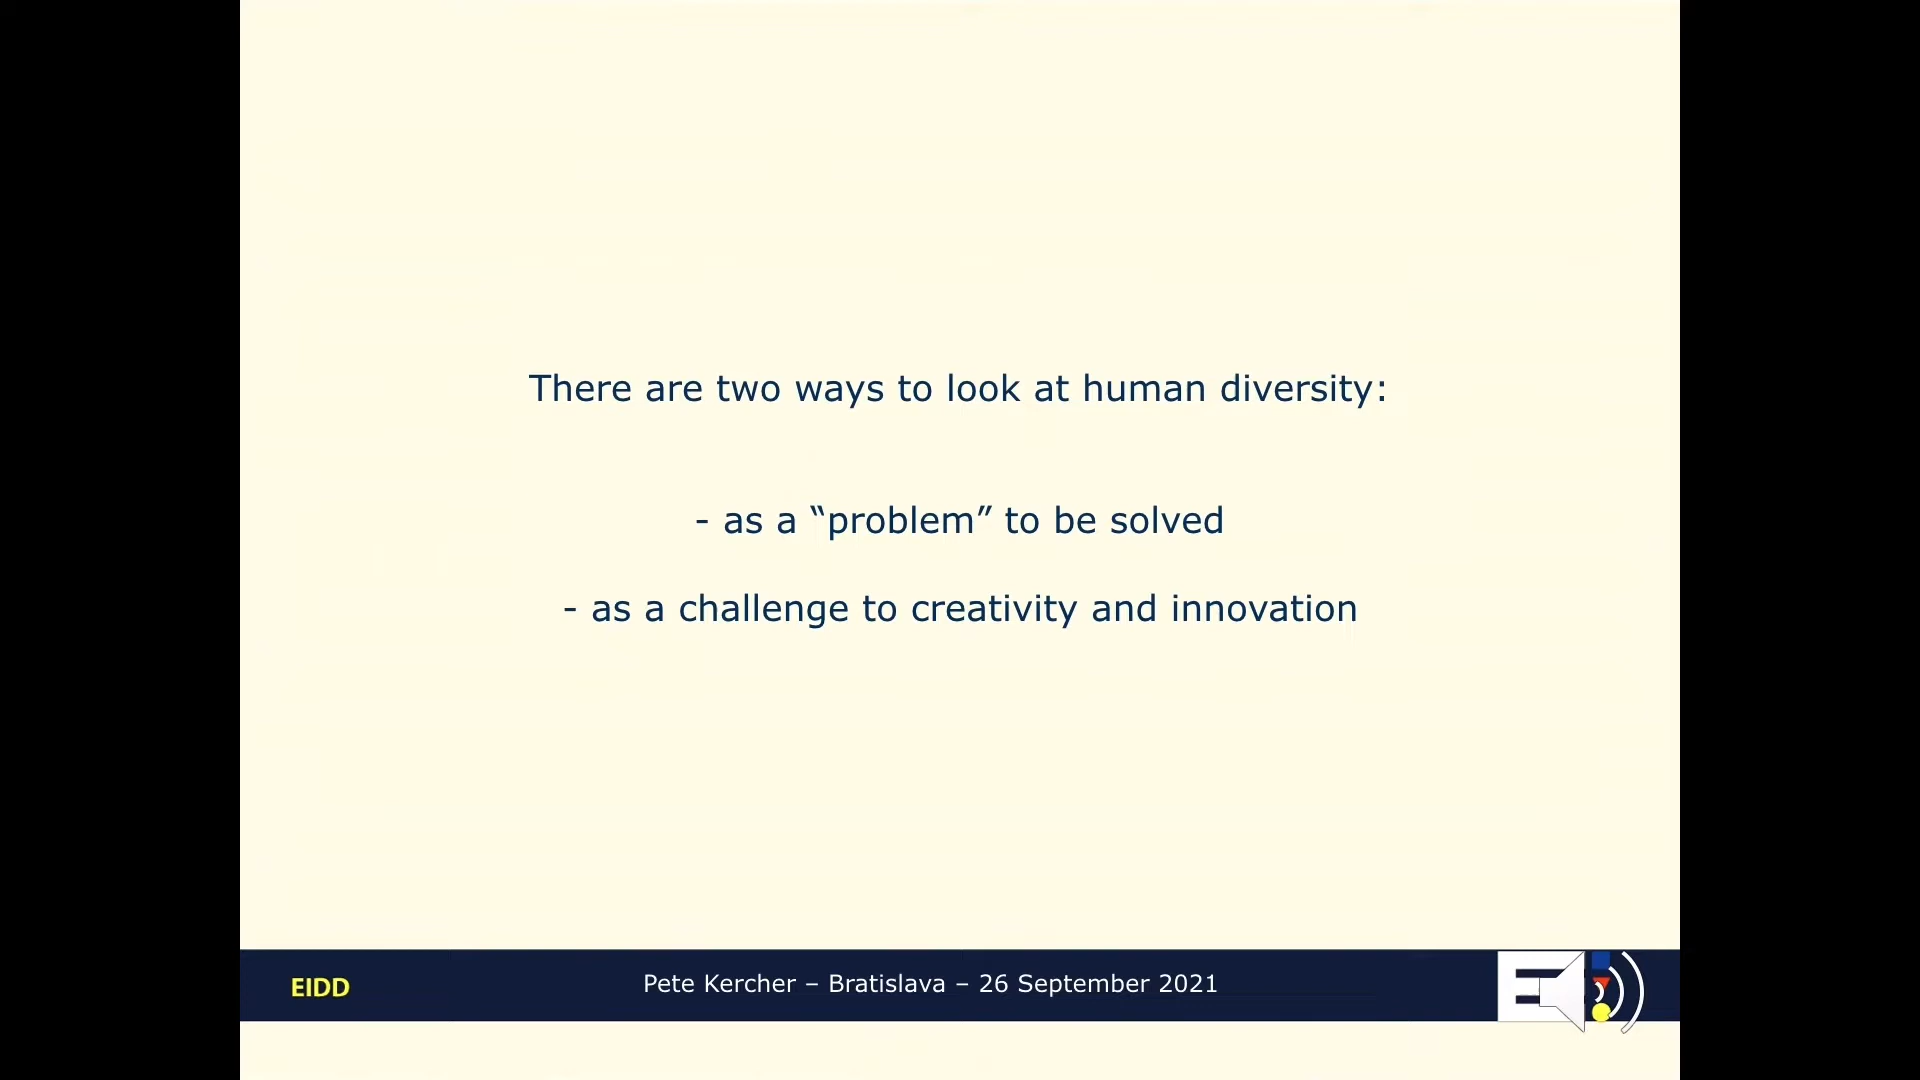 There are two ways to look at human diversity:
- as a “problem” to be solved
- as a challenge to creativity and innovation
EIDD
Pete Kercher – Bratislava – 26 September 2021